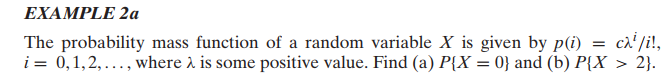 EXAMPLE 2a
The probability mass function of a random variable X is given by p(i) = cλⁱ/i!,
i = 0, 1, 2, . . . , where λ is some positive value. Find (a) P{X = 0} and (b) P{X > 2}.